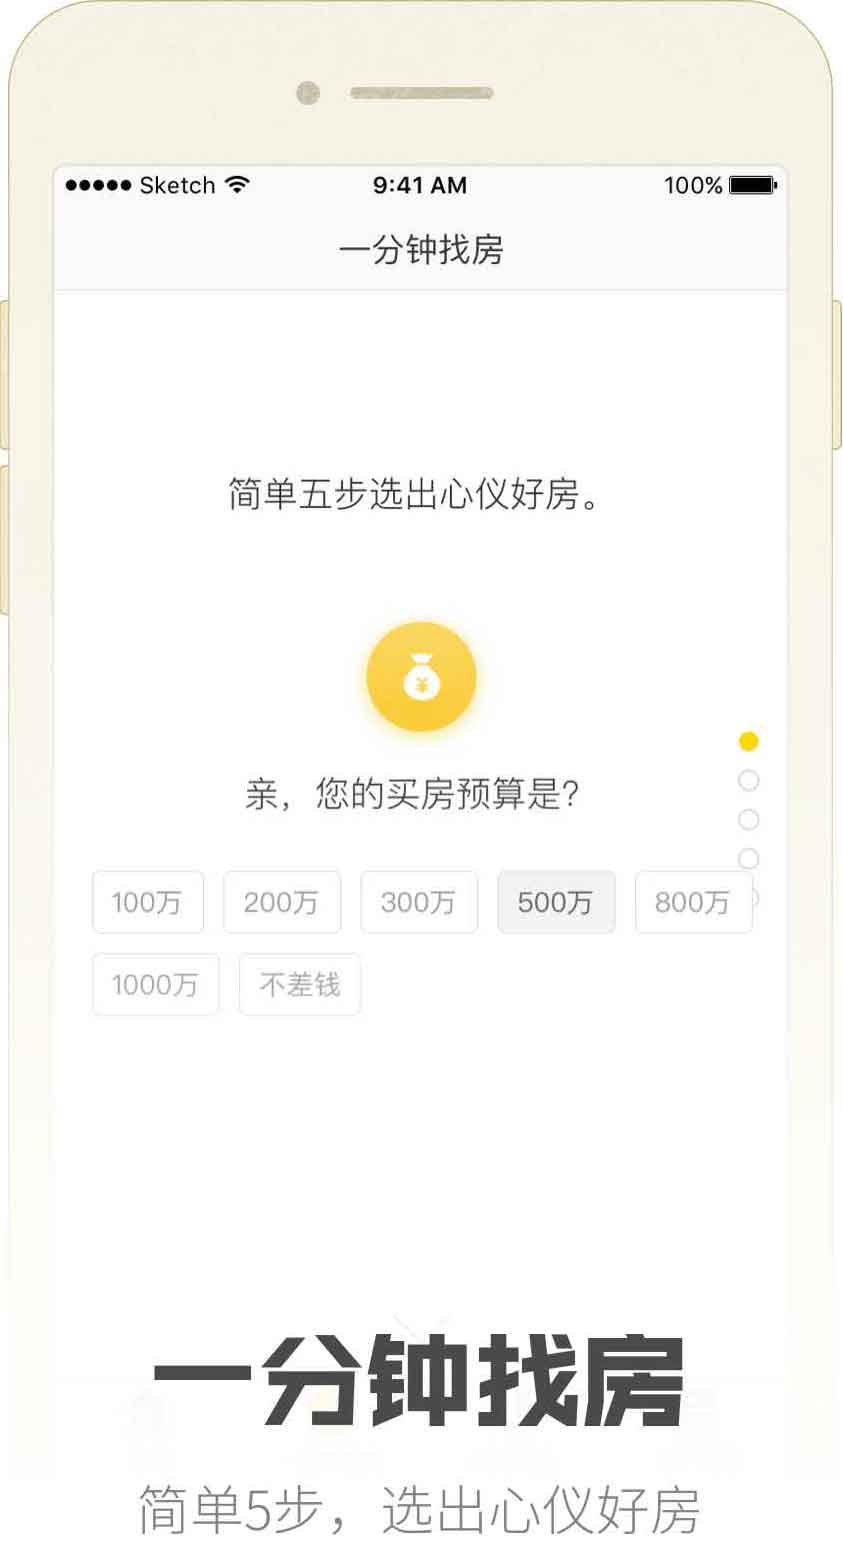 ●●●●● Sketch 9:41 AM 100%
一分钟找房
简单五步选出心仪好房。
¥
亲，您的买房预算是？
100万 200万 300万 500万 800万
1000万 不差钱
一分钟找房
简单5步，选出心仪好房